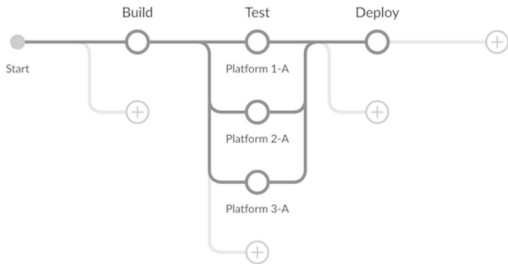 Build
Test
Deploy
Start
Platform 1-A
Platform 2-A
Platform 3-A